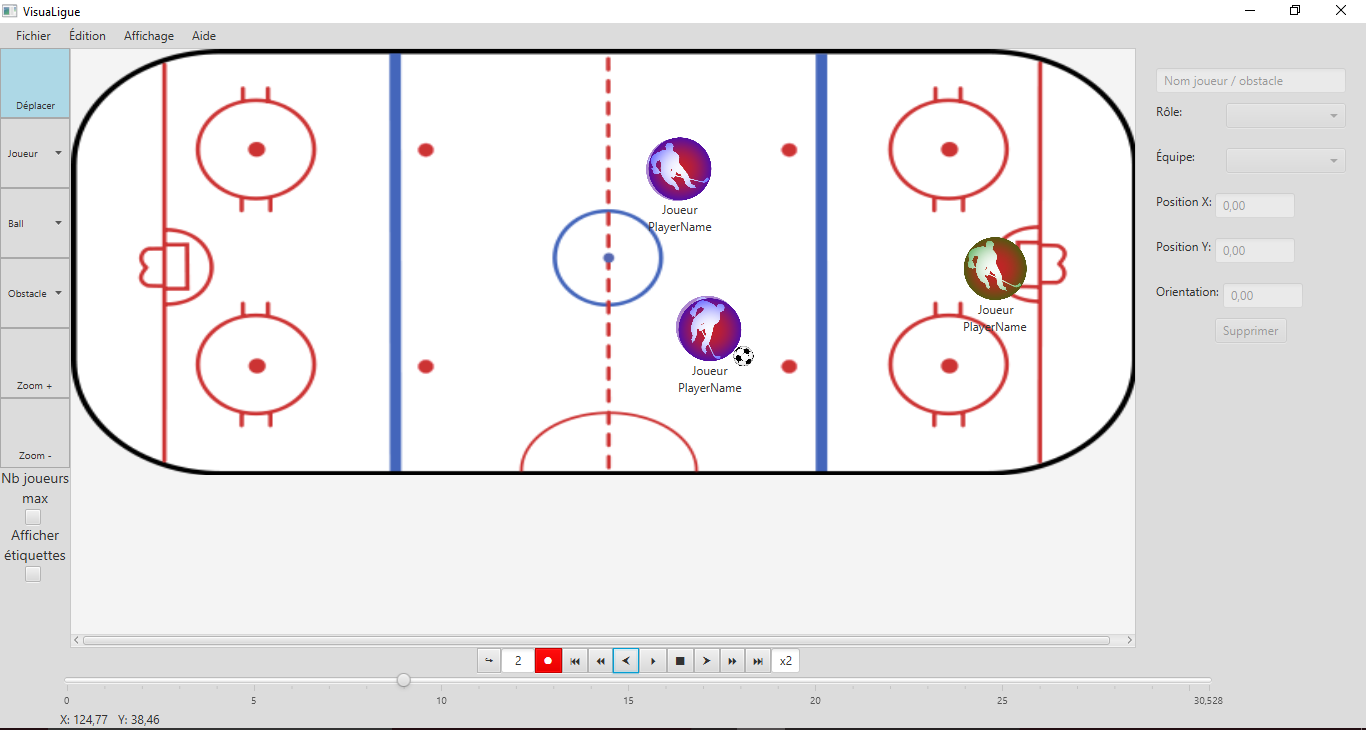 VisuaLigue
Fichier Édition Affichage Aide
Déplacer
Joueur
Ball
Obstacle
Zoom +
Zoom -
Nb joueurs
max
Afficher
étiquettes
Joueur
PlayerName
Joueur
PlayerName
Joueur
PlayerName
Nom joueur / obstacle
Rôle:
Équipe:
Position X: 0,00
Position Y: 0,00
Orientation: 0,00
Supprimer
2 x2
0 5 10 15 20 25 30,528
X: 124,77 Y: 38,46